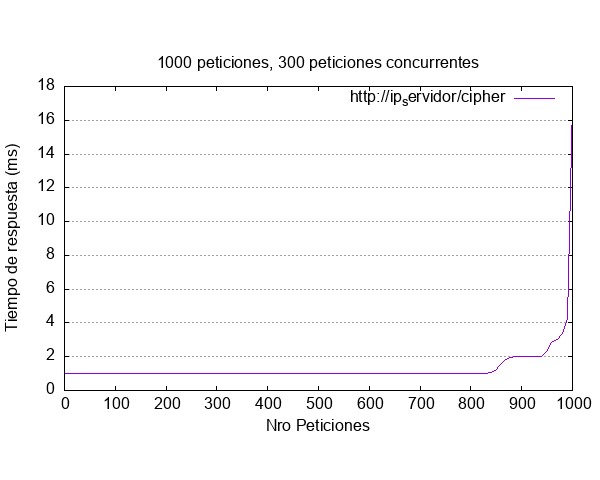 1000 peticiones, 300 peticiones concurrentes
http://ipservidor/cipher
Tiempo de respuesta (ms)
18
16
14
12
10
8
6
4
2
0
0 100 200 300 400 500 600 700 800 900 1000
Nro Peticiones